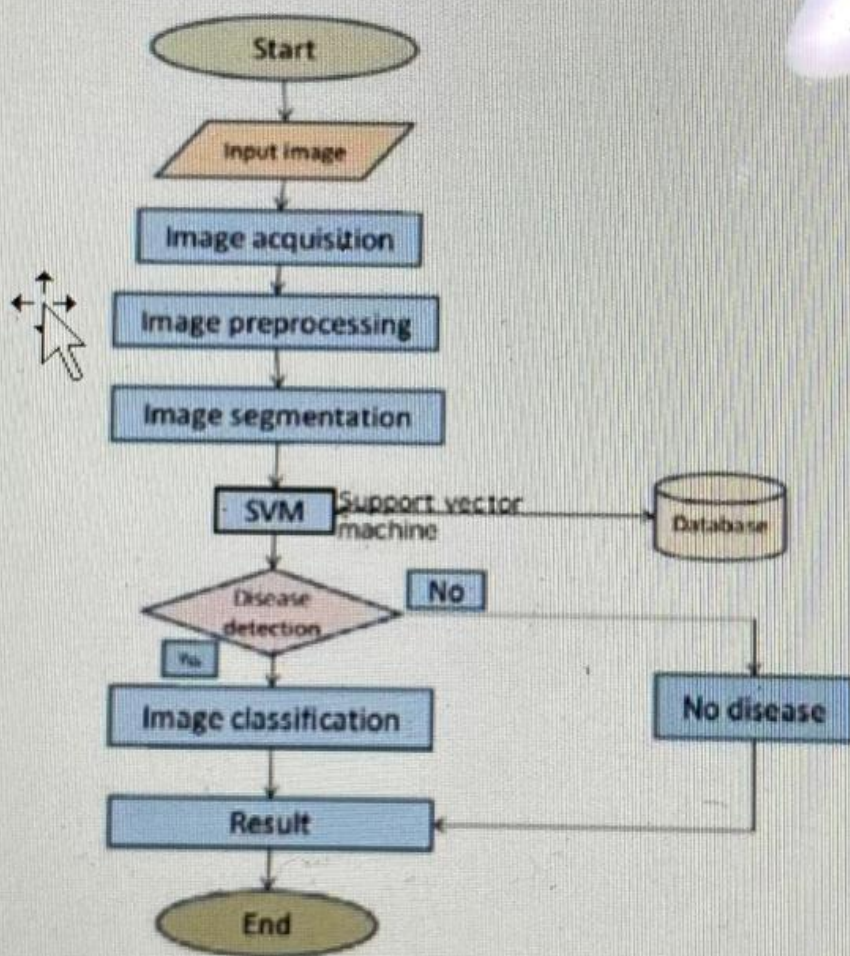 Start
Input image
Image acquisition
Image preprocessing
Image segmentation
SVM
Support vector
machine
Database
Disease
detection
No
Yes
Image classification
No disease
Result
End